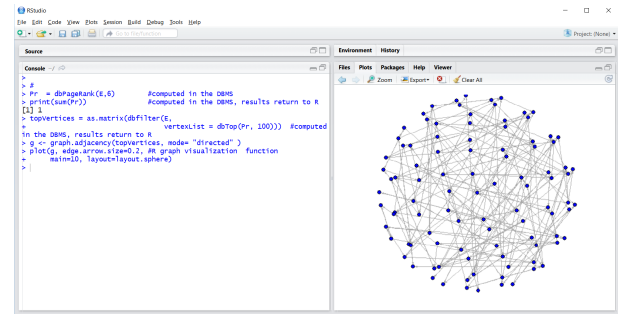 RStudio
File Edit Code View Plots Session Build Debug Tools Help
Go to file/function
Project: (None)
Source
Console ~/
>
> #
> Pr  = dbPageRank(E,6)        #computed in the DBMS
> print(sum(Pr))               #computed in the DBMS, results return to R
[1] 1
> topVertices = as.matrix(dbfilter(E,
+                                  vertexList = dbTop(Pr, 100)))  #computed
in the DBMS, results return to R
> g <- graph.adjacency(topVertices, mode= "directed" )
> plot(g, edge.arrow.size=0.2, #R graph visualization  function
+      main=10, layout=layout.sphere)
>
Environment History
Files Plots Packages Help Viewer
Zoom Export Clear All